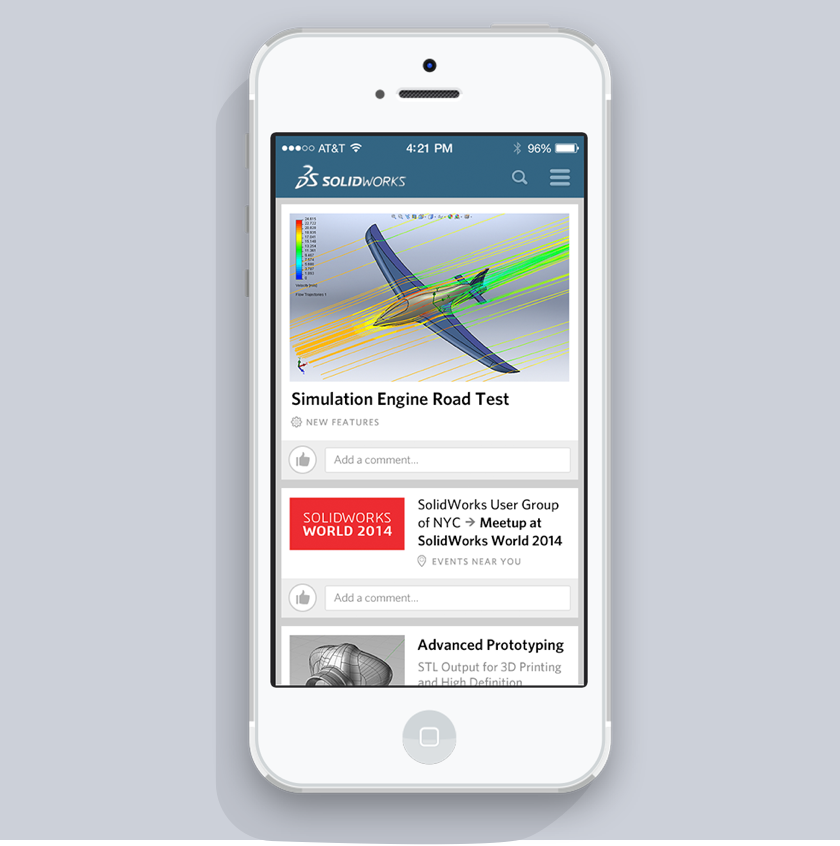 AT&T 4:21 PM 96%
3DS SOLIDWORKS
Simulation Engine Road Test
NEW FEATURES
Add a comment...
SOLIDWORKS
WORLD 2014
SolidWorks User Group
of NYC → Meetup at
SolidWorks World 2014
EVENTS NEAR YOU
Add a comment...
Advanced Prototyping
STL Output for 3D Printing
and High Definition